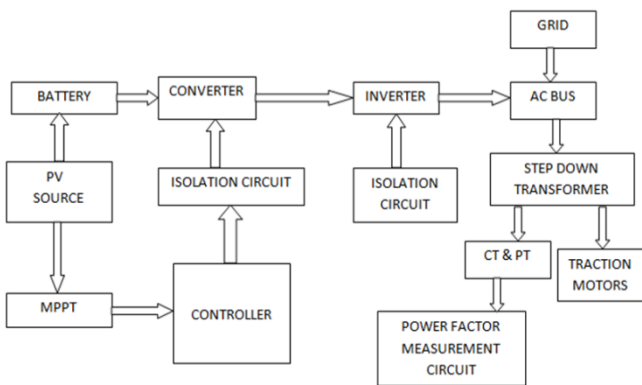 GRID
BATTERY
CONVERTER
INVERTER
AC BUS
PV
SOURCE
ISOLATION CIRCUIT
ISOLATION
CIRCUIT
STEP DOWN
TRANSFORMER
MPPT
CONTROLLER
CT & PT
TRACTION
MOTORS
POWER FACTOR
MEASUREMENT
CIRCUIT